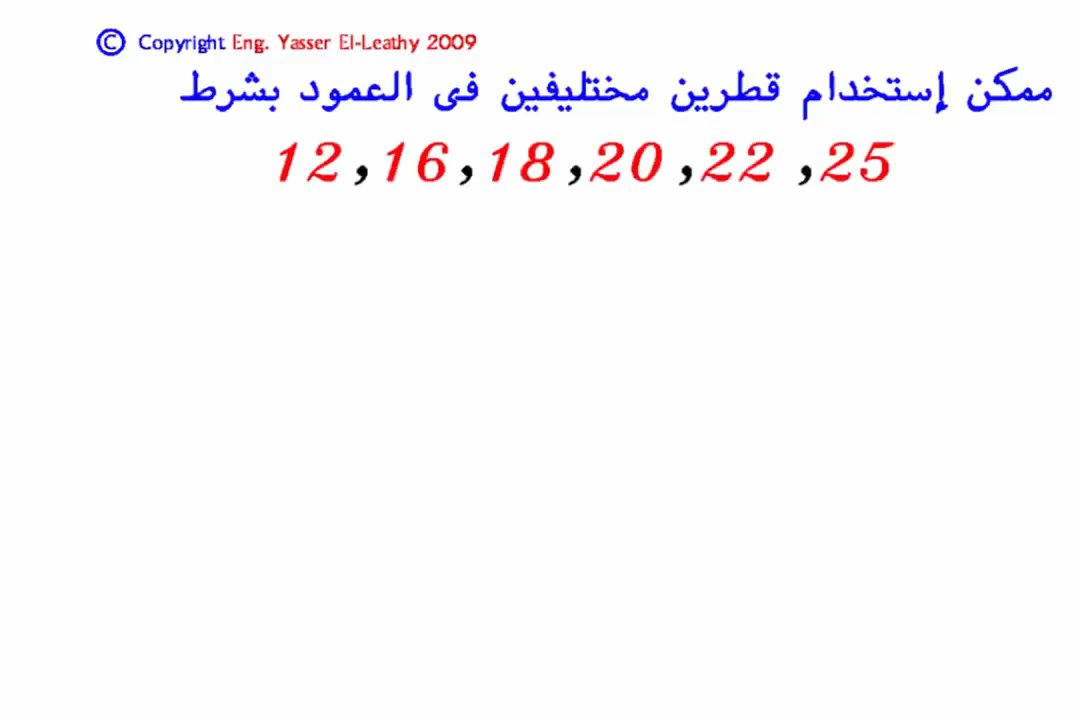 © Copyright Eng. Yasser El-Leathy 2009
ممكن إستخدام قطرين مختليفين فى العمود بشرط
12 ,16 ,18 ,20 ,22 ,25